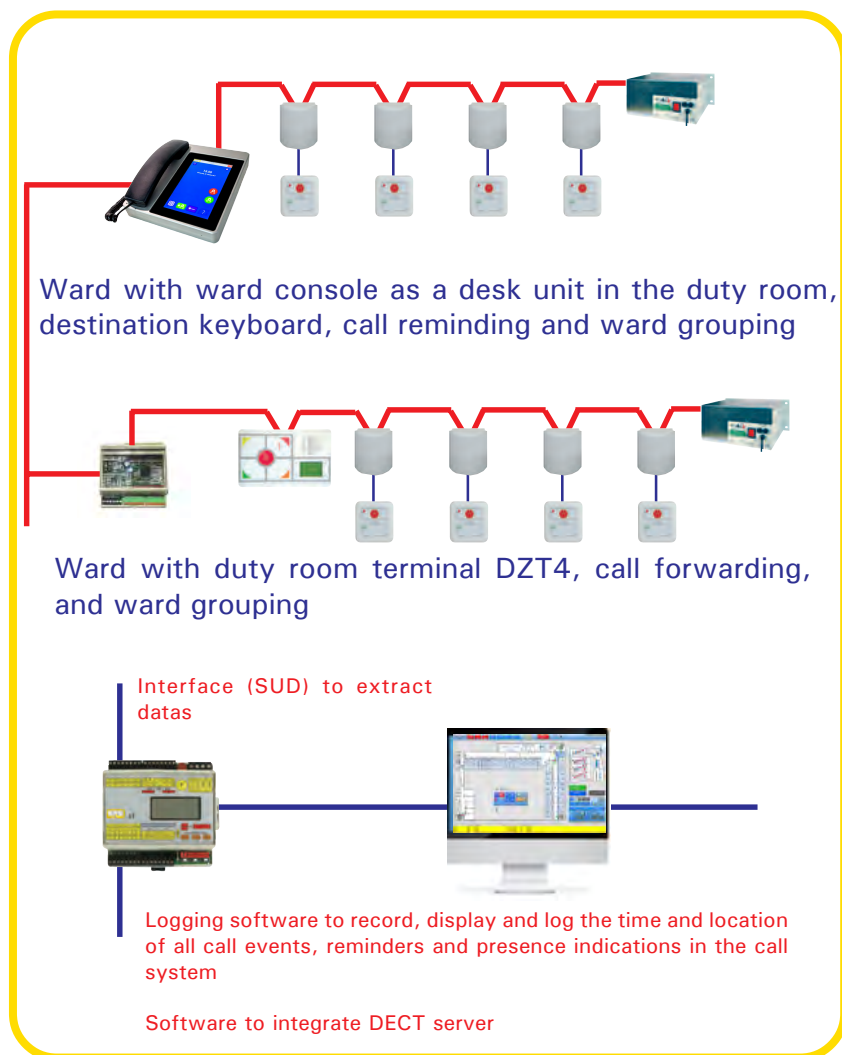 Ward with ward console as a desk unit in the duty room,
destination keyboard, call reminding and ward grouping
Ward with duty room terminal DZT4, call forwarding,
and ward grouping
Interface (SUD) to extract
datas
Logging software to record, display and log the time and location
of all call events, reminders and presence indications in the call
system
Software to integrate DECT server